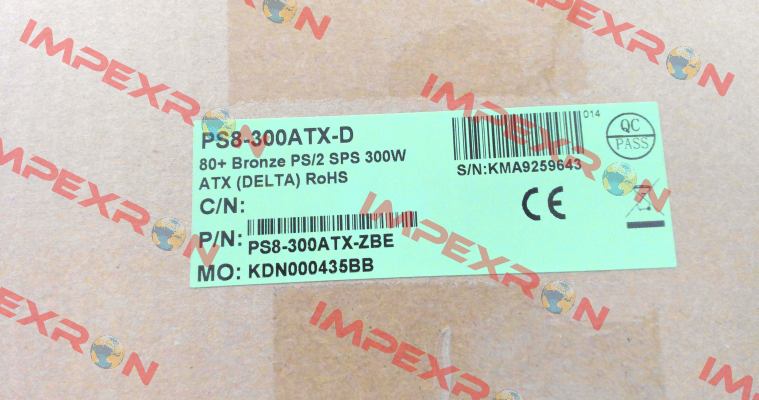 PS8-300ATX-D
80+ Bronze PS/2 SPS 300W
ATX (DELTA) RoHS
C/N:
P/N: PS8-300ATX-ZBE
MO: KDN000435BB
014
S/N:KMA9259643
QC
PASS
CE
IMPEXRON
IMPEXRON
IMPEXRON
IMPEXRON
IMPEXRON
IMPEXRON
IMPEXRON